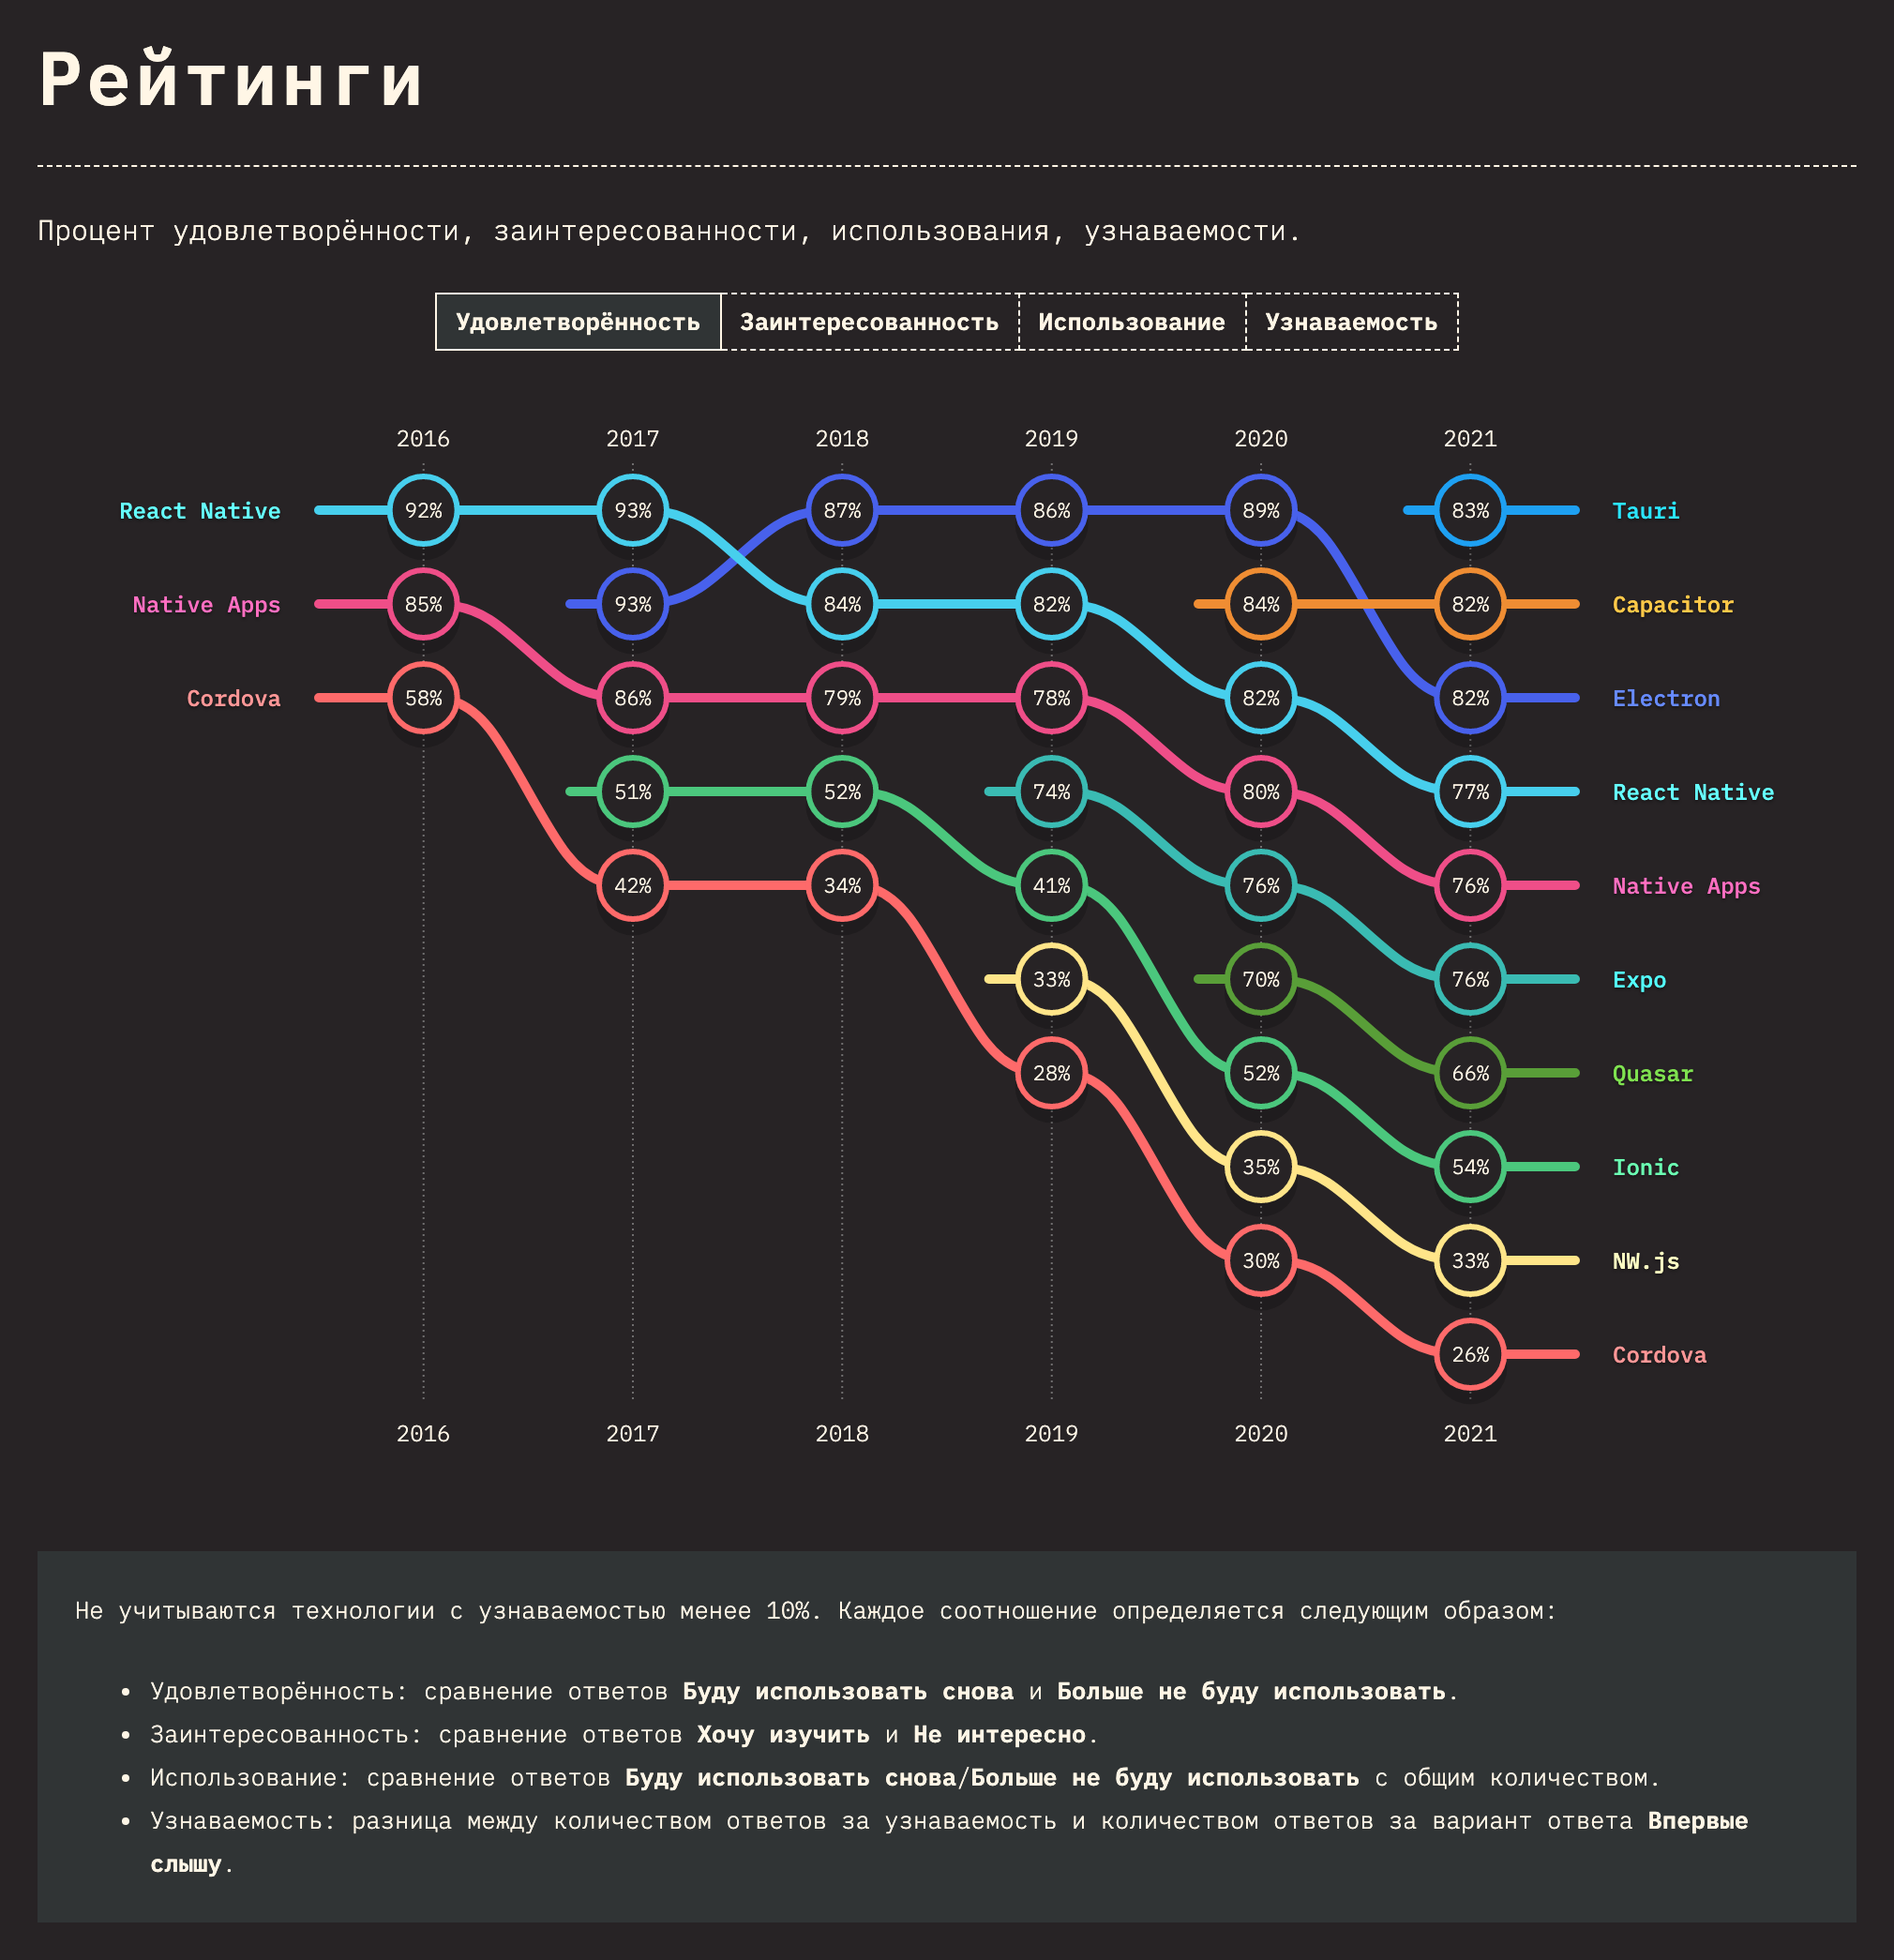 Рейтинги
Процент удовлетворённости, заинтересованности, использования, узнаваемости.
Удовлетворённость Заинтересованность Использование Узнаваемость
2016 2017 2018 2019 2020 2021
React Native 92% 93% 87% 86% 89% 83% Tauri
Native Apps 85% 93% 84% 82% 84% 82% Capacitor
Cordova 58% 86% 79% 78% 82% 82% Electron
51% 52% 74% 80% 77% React Native
42% 34% 41% 76% 76% Native Apps
33% 70% 76% Expo
28% 52% 66% Quasar
35% 54% Ionic
30% 33% NW.js
26% Cordova
2016 2017 2018 2019 2020 2021
Не учитываются технологии с узнаваемостью менее 10%. Каждое соотношение определяется следующим образом:
• Удовлетворённость: сравнение ответов Буду использовать снова и Больше не буду использовать.
• Заинтересованность: сравнение ответов Хочу изучить и Не интересно.
• Использование: сравнение ответов Буду использовать снова/Больше не буду использовать с общим количеством.
• Узнаваемость: разница между количеством ответов за узнаваемость и количеством ответов за вариант ответа Впервые
слышу.